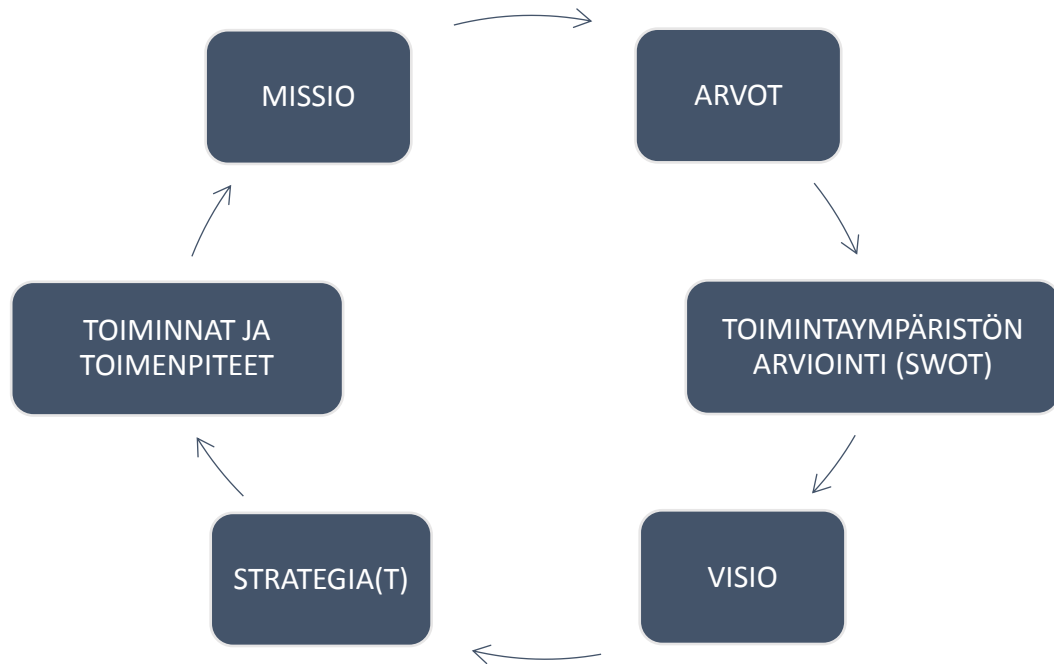 MISSIO
ARVOT
TOIMINTAYMPÄRISTÖN
ARVIOINTI (SWOT)
VISIO
STRATEGIA(T)
TOIMINNAT JA
TOIMENPITEET